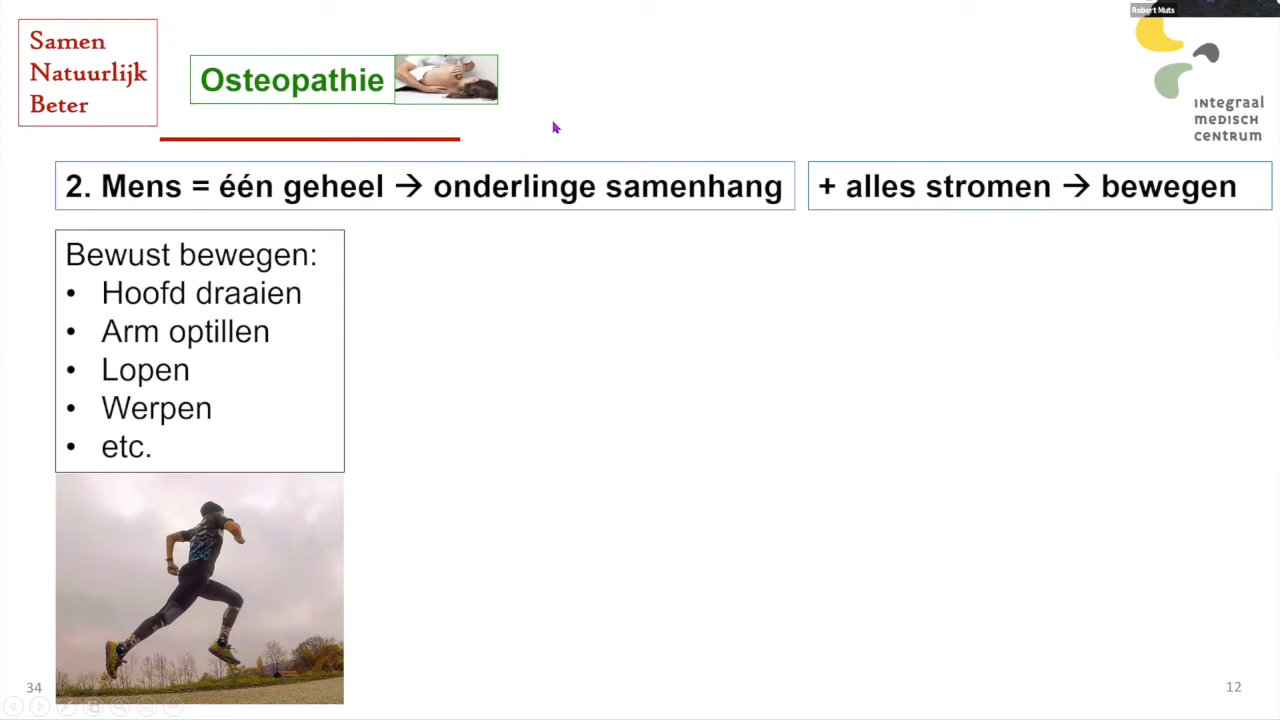 Robert Muts
Samen
Natuurlijk
Beter
Osteopathie
INTEGRAAL
MEDISCH
CENTRUM
2. Mens = één geheel → onderlinge samenhang
+ alles stromen → bewegen
Bewust bewegen:
• Hoofd draaien
• Arm optillen
• Lopen
• Werpen
• etc.
34
12